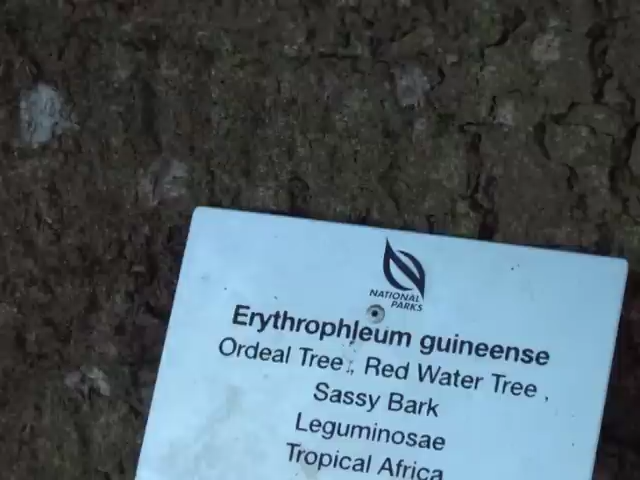 NATIONAL
PARKS
Erythrophleum guineense
Ordeal Tree , Red Water Tree ,
Sassy Bark
Leguminosae
Tropical Africa